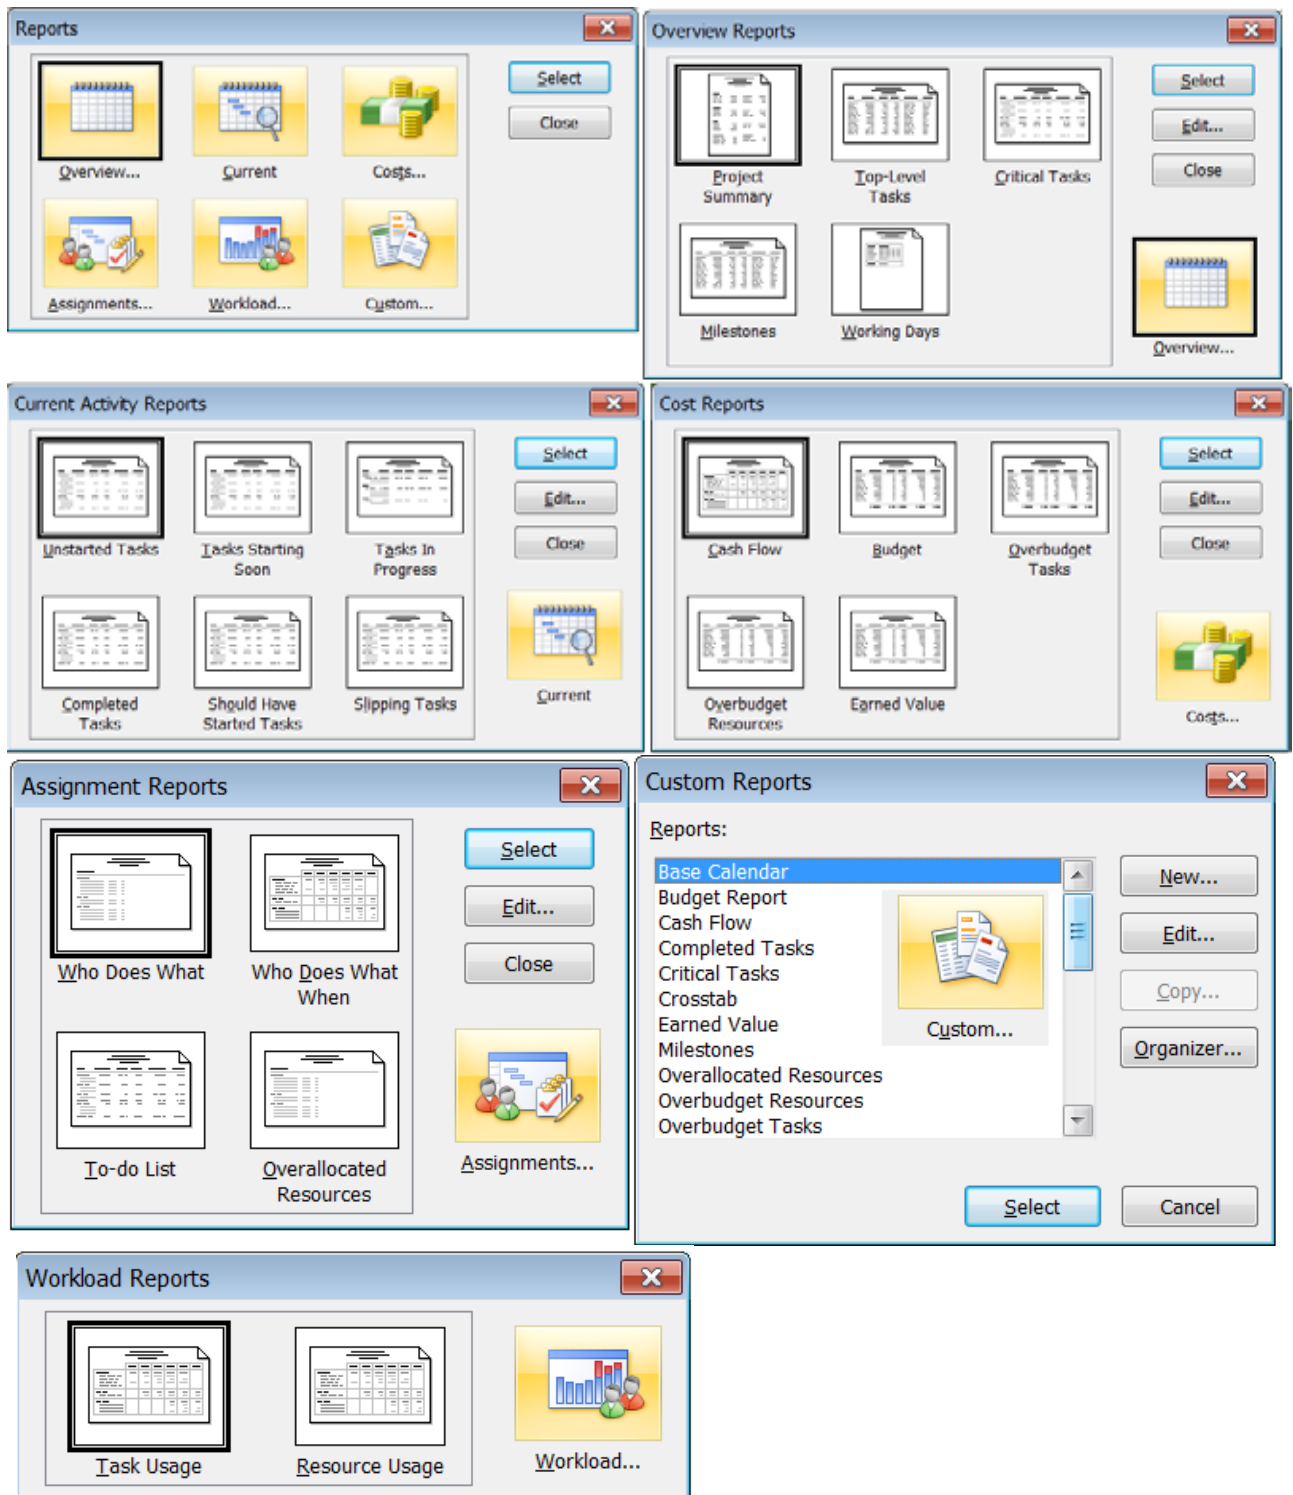 Reports
Select
Close
Overview...
Current
Costs...
Assignments...
Workload...
Custom...
Overview Reports
Select
Edit...
Close
Project
Summary
Top-Level
Tasks
Critical Tasks
Milestones
Working Days
Overview...
Current Activity Reports
Select
Edit...
Close
Unstarted Tasks
Tasks Starting
Soon
Tasks In
Progress
Completed
Tasks
Should Have
Started Tasks
Slipping Tasks
Current
Cost Reports
Select
Edit...
Close
Cash Flow
Budget
Overbudget
Tasks
Overbudget
Resources
Earned Value
Costs...
Assignment Reports
Select
Edit...
Close
Who Does What
Who Does What
When
To-do List
Overallocated
Resources
Assignments...
Custom Reports
Reports:
Base Calendar
Budget Report
Cash Flow
Completed Tasks
Critical Tasks
Crosstab
Earned Value
Milestones
Overallocated Resources
Overbudget Resources
Overbudget Tasks
Custom...
New...
Edit...
Copy...
Organizer...
Select
Cancel
Workload Reports
Task Usage
Resource Usage
Workload...